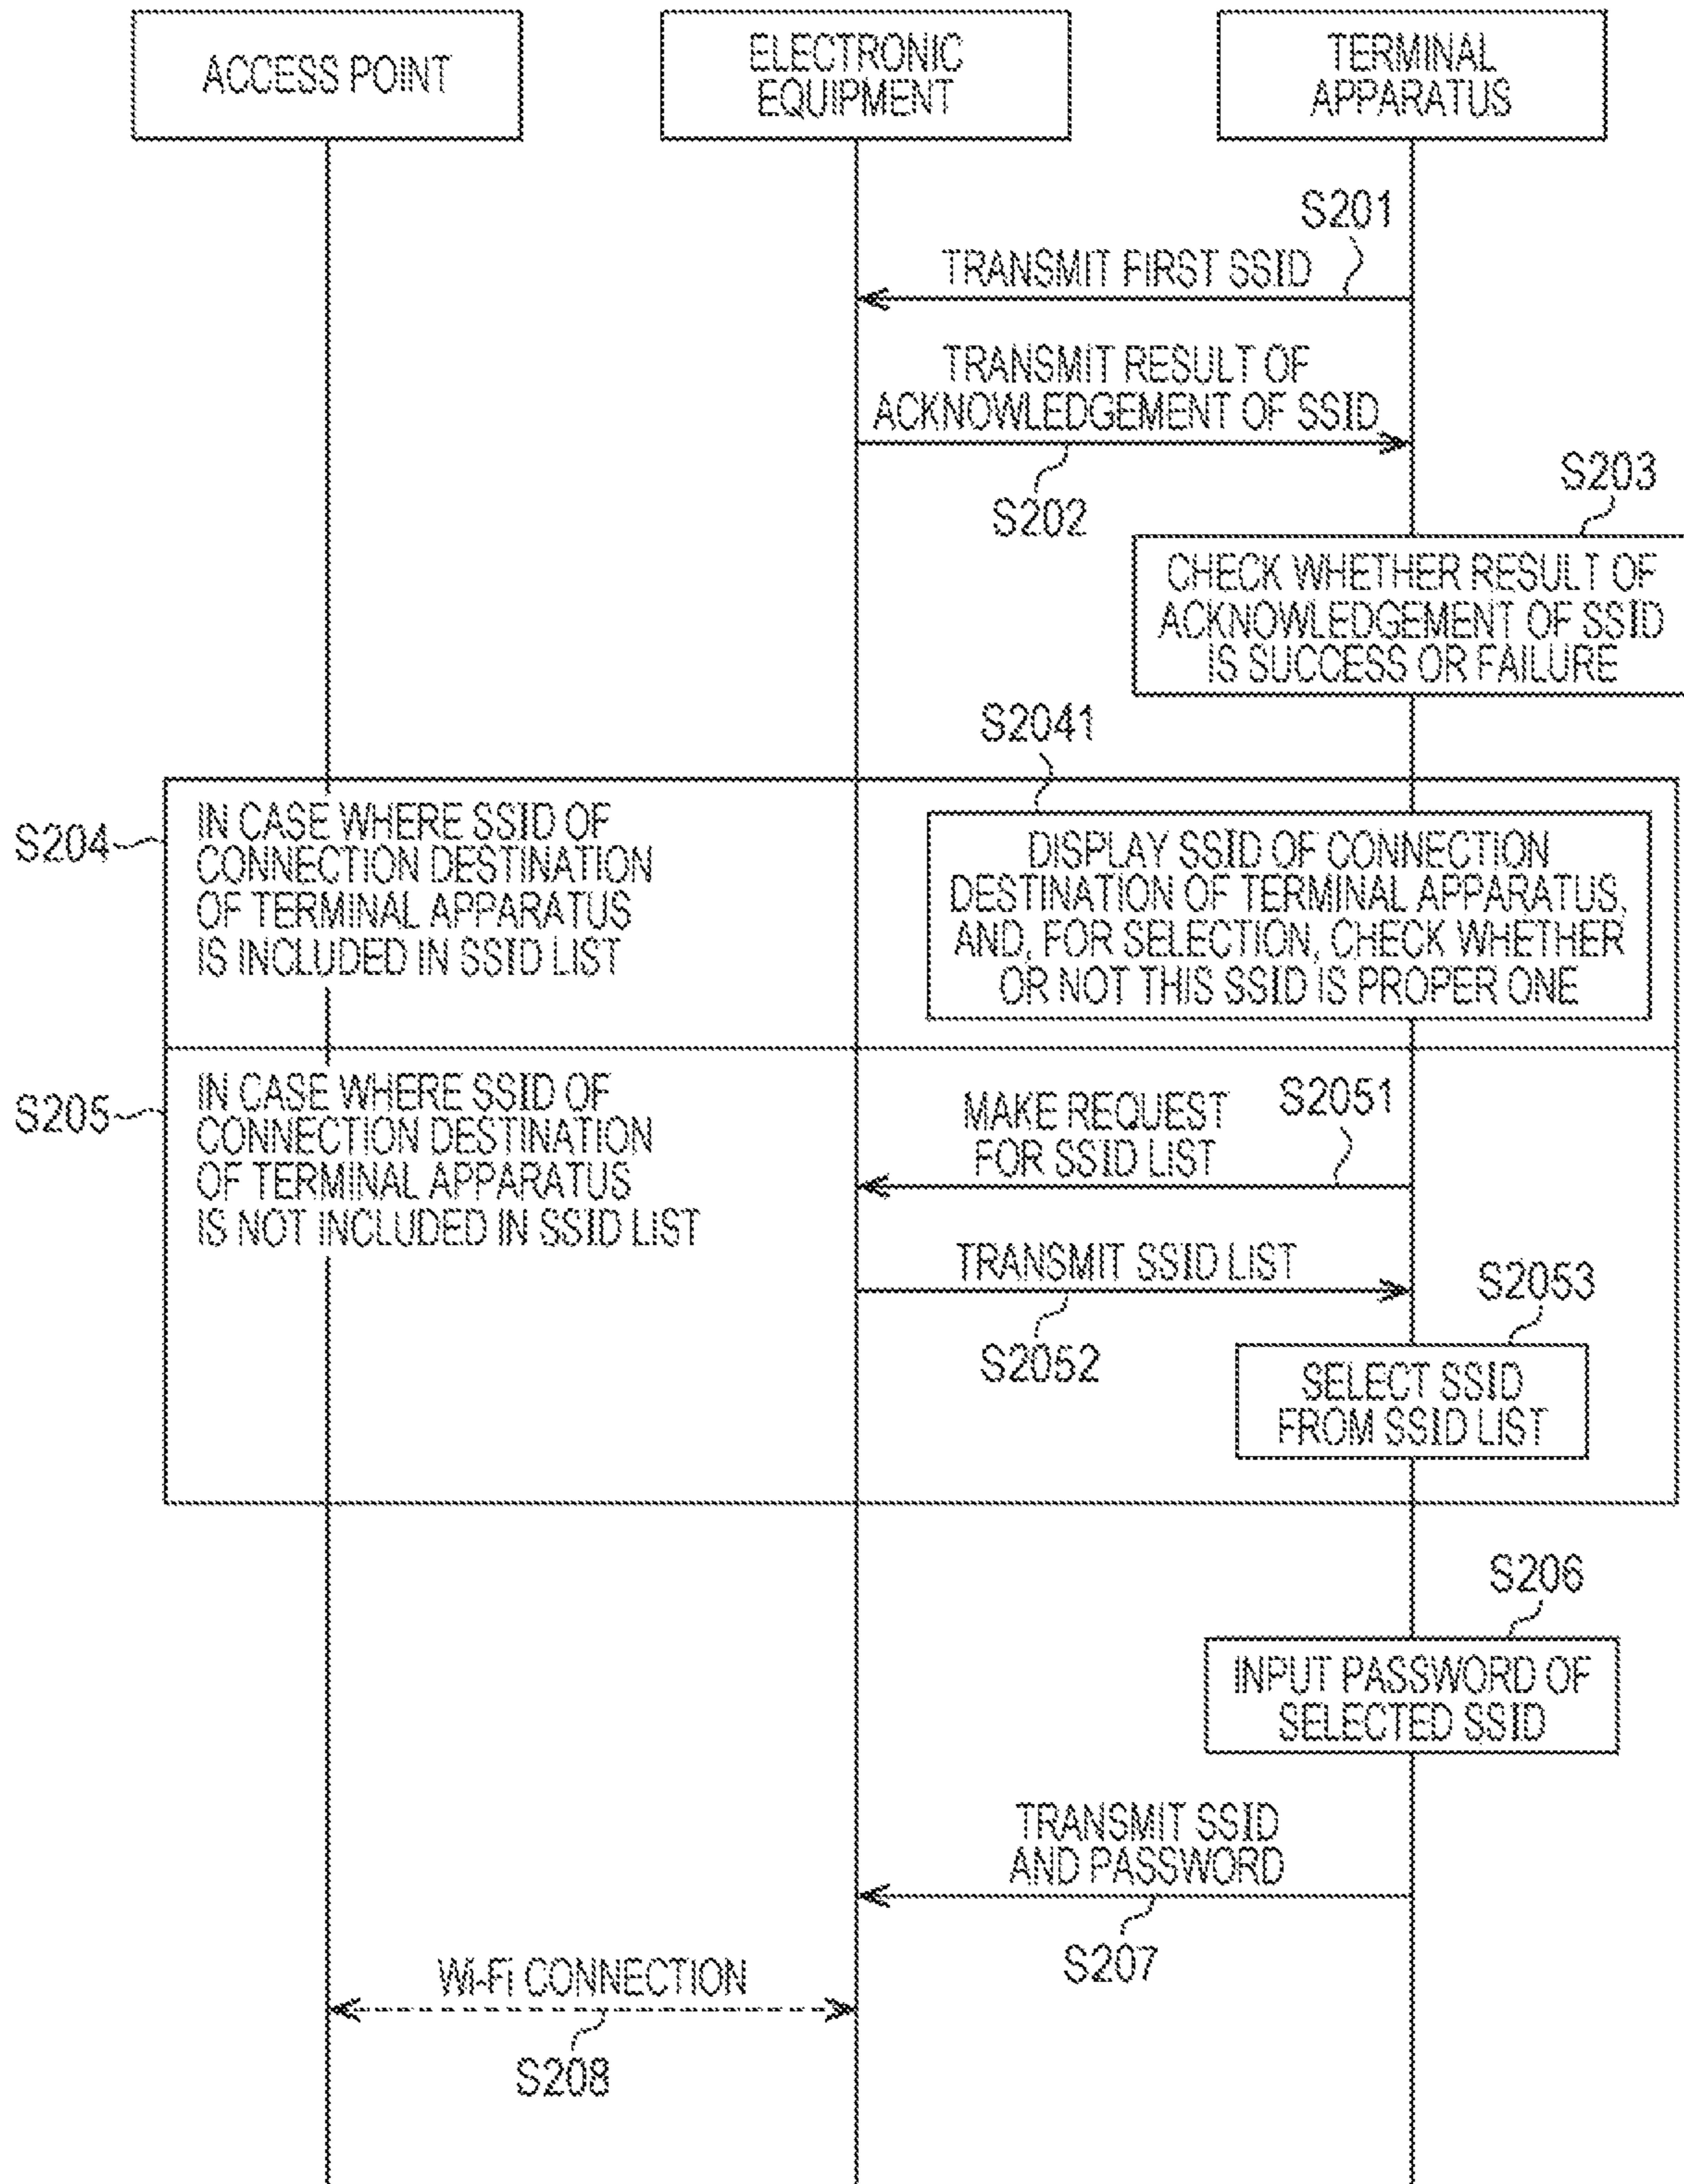 ACCESS POINT
ELECTRONIC
EQUIPMENT
TERMINAL
APPARATUS
S201
TRANSMIT FIRST SSID
TRANSMIT RESULT OF
ACKNOWLEDGEMENT OF SSID
S202
S203
CHECK WHETHER RESULT OF
ACKNOWLEDGEMENT OF SSID
IS SUCCESS OR FAILURE
S2041
S204
IN CASE WHERE SSID OF
CONNECTION DESTINATION
OF TERMINAL APPARATUS
IS INCLUDED IN SSID LIST
DISPLAY SSID OF CONNECTION
DESTINATION OF TERMINAL APPARATUS,
AND, FOR SELECTION, CHECK WHETHER
OR NOT THIS SSID IS PROPER ONE
S205
IN CASE WHERE SSID OF
CONNECTION DESTINATION
OF TERMINAL APPARATUS
IS NOT INCLUDED IN SSID LIST
MAKE REQUEST
FOR SSID LIST
S2051
TRANSMIT SSID LIST
S2052
S2053
SELECT SSID
FROM SSID LIST
S206
INPUT PASSWORD OF
SELECTED SSID
TRANSMIT SSID
AND PASSWORD
S207
Wi-Fi CONNECTION
S208